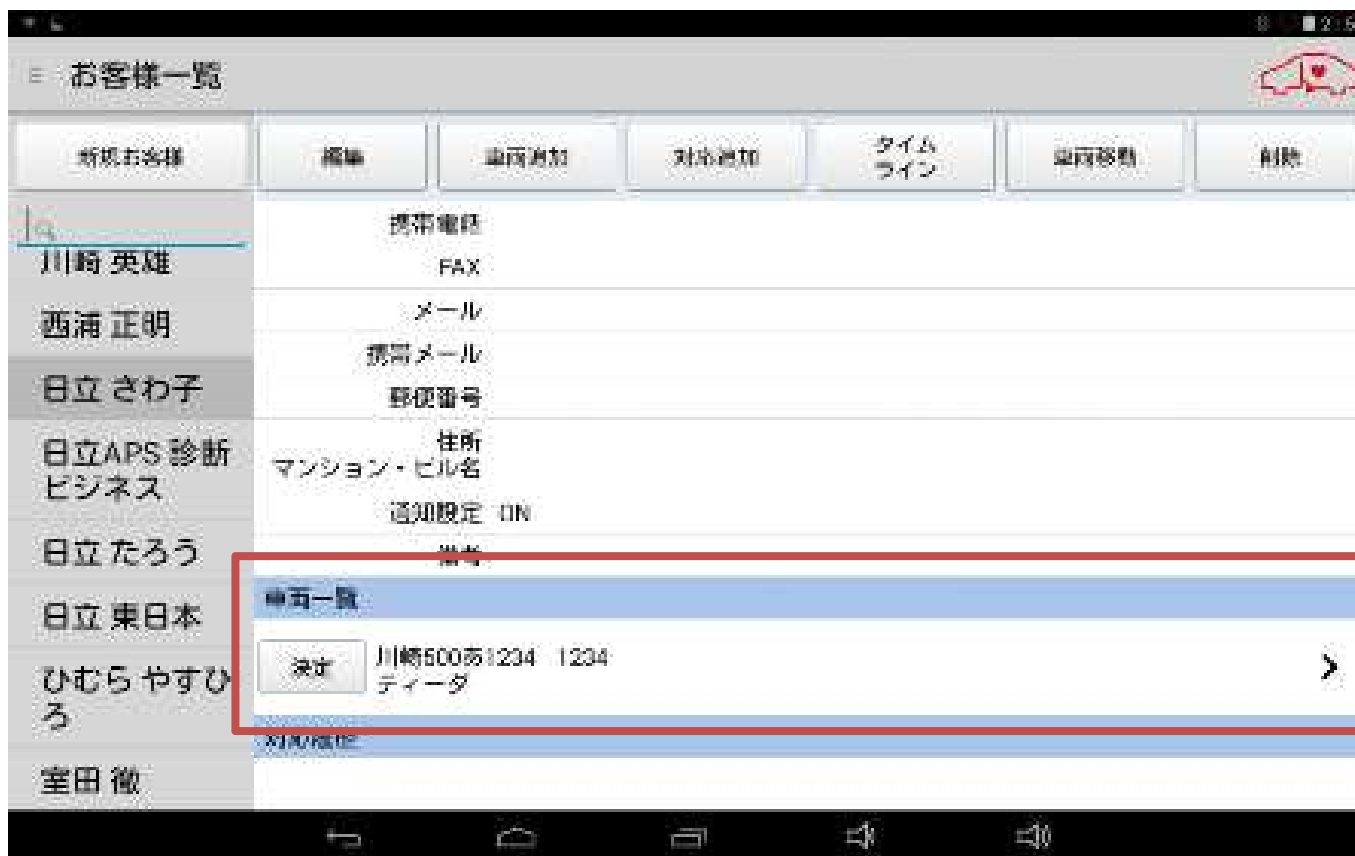 お客様一覧
新規お客様
編集
車両追加
対応追加
タイム
ライン
車両移動
削除
川崎 英雄
西浦 正明
日立 さわ子
日立APS 診断
ビジネス
日立 たろう
日立 東日本
ひむら やすひ
ろ
室田 徹
携帯電話
FAX
メール
携帯メール
郵便番号
住所
マンション・ビル名
通知設定 ON
備考
車両一覧
決定
川崎500あ1234 1234
ティーダ
対応履歴